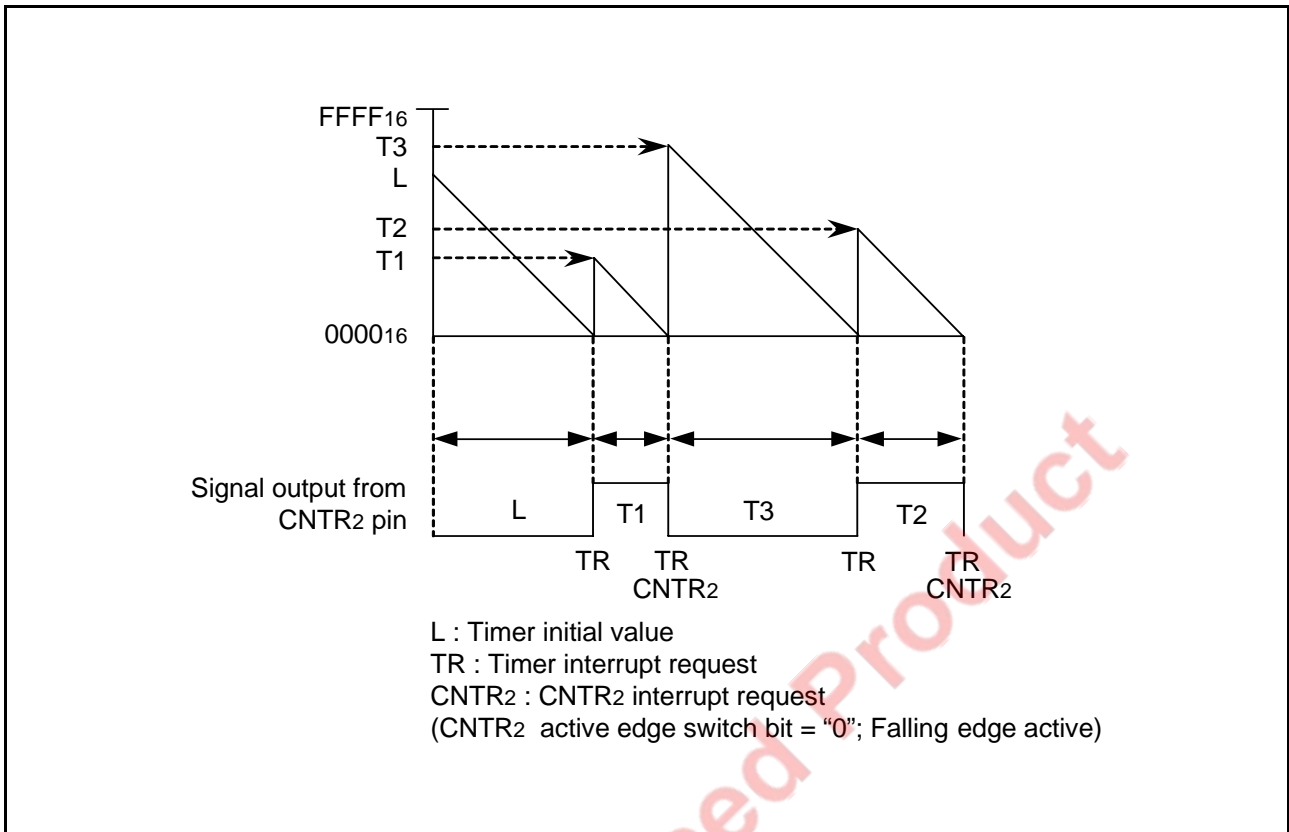 FFFF16
T3
L
T2
T1
000016
Signal output from
CNTR2 pin
L T1 T3 T2
TR TR TR TR
CNTR2 CNTR2
L : Timer initial value
TR : Timer interrupt request
CNTR2 : CNTR2 interrupt request
(CNTR2 active edge switch bit = “0”; Falling edge active)
Product